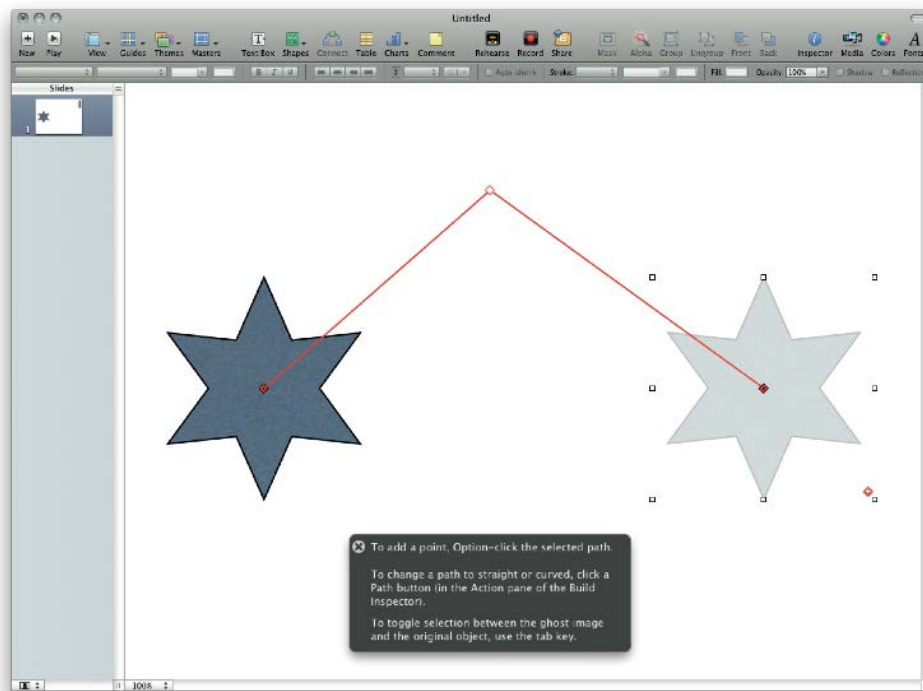 Untitled
New Play View Guides Themes Masters Text Box Shapes Connect Table Charts Comment Rehearse Record Share Mask Alpha Group Ungroup Front Back Inspector Media Colors Fonts
B I U Auto-shrink Stroke: Fill: Opacity: 100% Shadow Reflection
Slides
1
To add a point, Option-click the selected path.
To change a path to straight or curved, click a
Path button (in the Action pane of the Build
Inspector).
To toggle selection between the ghost image
and the original object, use the tab key.
100%